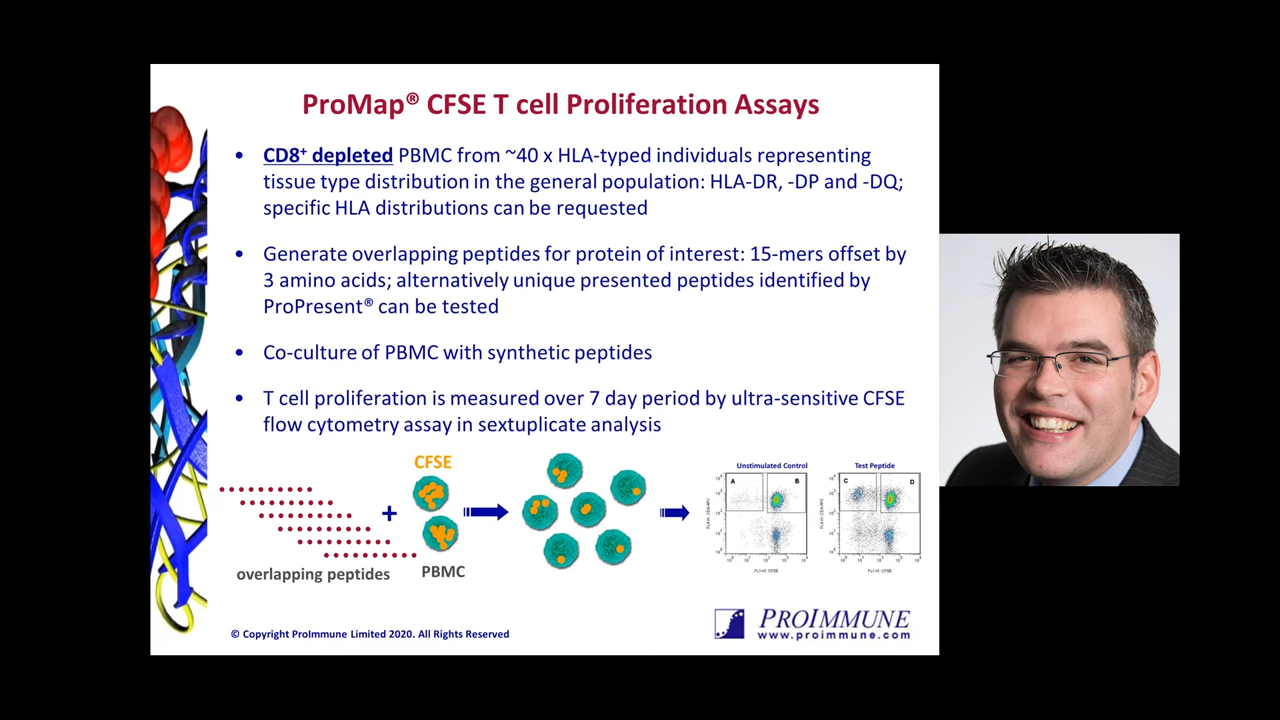 ProMap® CFSE T cell Proliferation Assays
• CD8⁺ depleted PBMC from ~40 x HLA-typed individuals representing
tissue type distribution in the general population: HLA-DR, -DP and -DQ;
specific HLA distributions can be requested
• Generate overlapping peptides for protein of interest: 15-mers offset by
3 amino acids; alternatively unique presented peptides identified by
ProPresent® can be tested
• Co-culture of PBMC with synthetic peptides
• T cell proliferation is measured over 7 day period by ultra-sensitive CFSE
flow cytometry assay in sextuplicate analysis
CFSE
+
overlapping peptides
PBMC
Unstimulated Control
A
B
Test Peptide
C
D
© Copyright ProImmune Limited 2020. All Rights Reserved
PROIMMUNE
www.proimmune.com